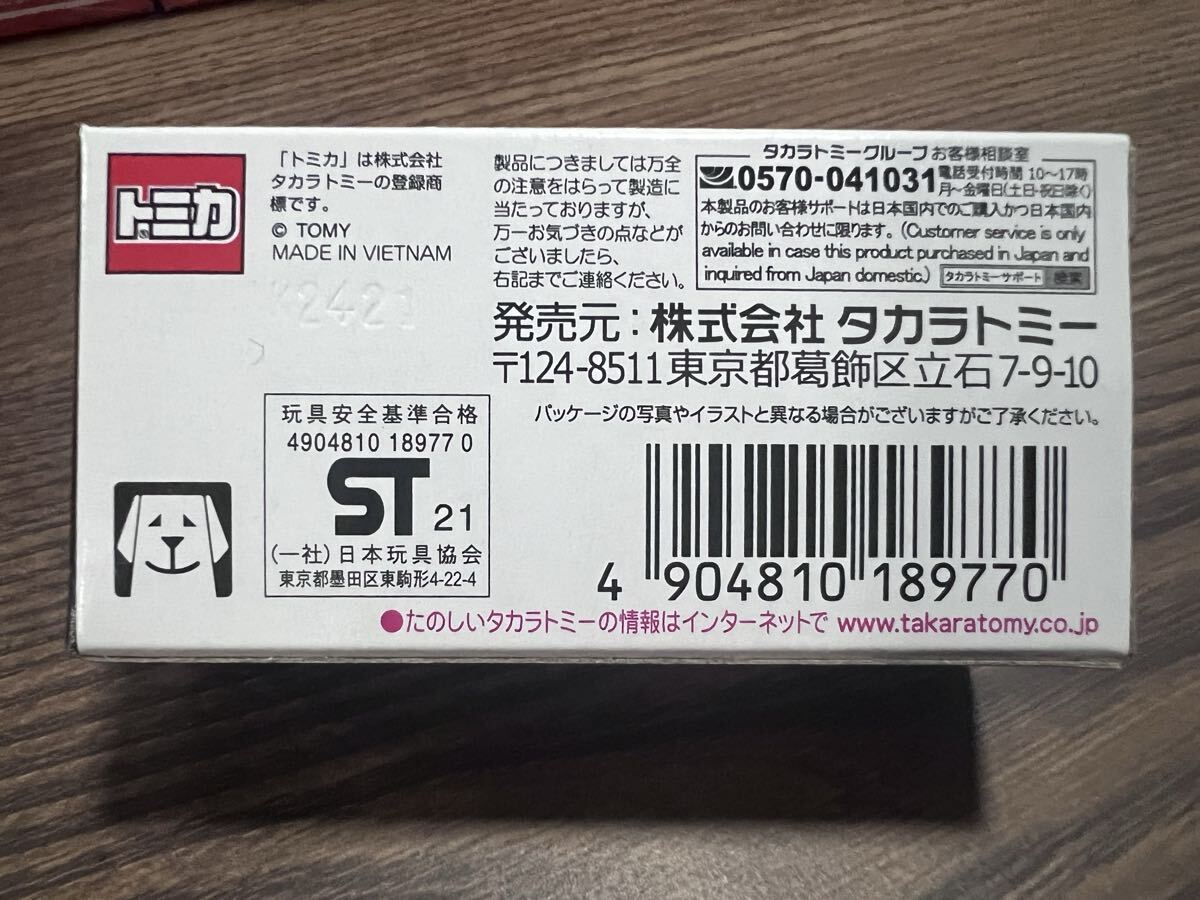 トミカ®
「トミカ」は株式会社
タカラトミーの登録商
標です。
© TOMY
MADE IN VIETNAM
製品につきましては万全
の注意をはらって製造に
当たっておりますが、
万一お気づきの点などが
ございましたら、
右記までご連絡ください。
タカラトミーグループ お客様相談室
0570-041031
電話受付時間 10〜17時
月〜金曜日(土日・祝日除く)
本製品のお客様サポートは日本国内でのご購入かつ日本国内
からのお問い合わせに限ります。(Customer service is only
available in case this product purchased in Japan and
inquired from Japan domestic.) タカラトミーサポート 検索
発売元:株式会社 タカラトミー
〒124-8511 東京都葛飾区立石 7-9-10
パッケージの写真やイラストと異なる場合がございますがご了承ください。
玩具安全基準合格
4904810 18977 0
ST 21
(一社)日本玩具協会
東京都墨田区東駒形4-22-4
4 904810 189770
●たのしいタカラトミーの情報はインターネットで www.takaratomy.co.jp